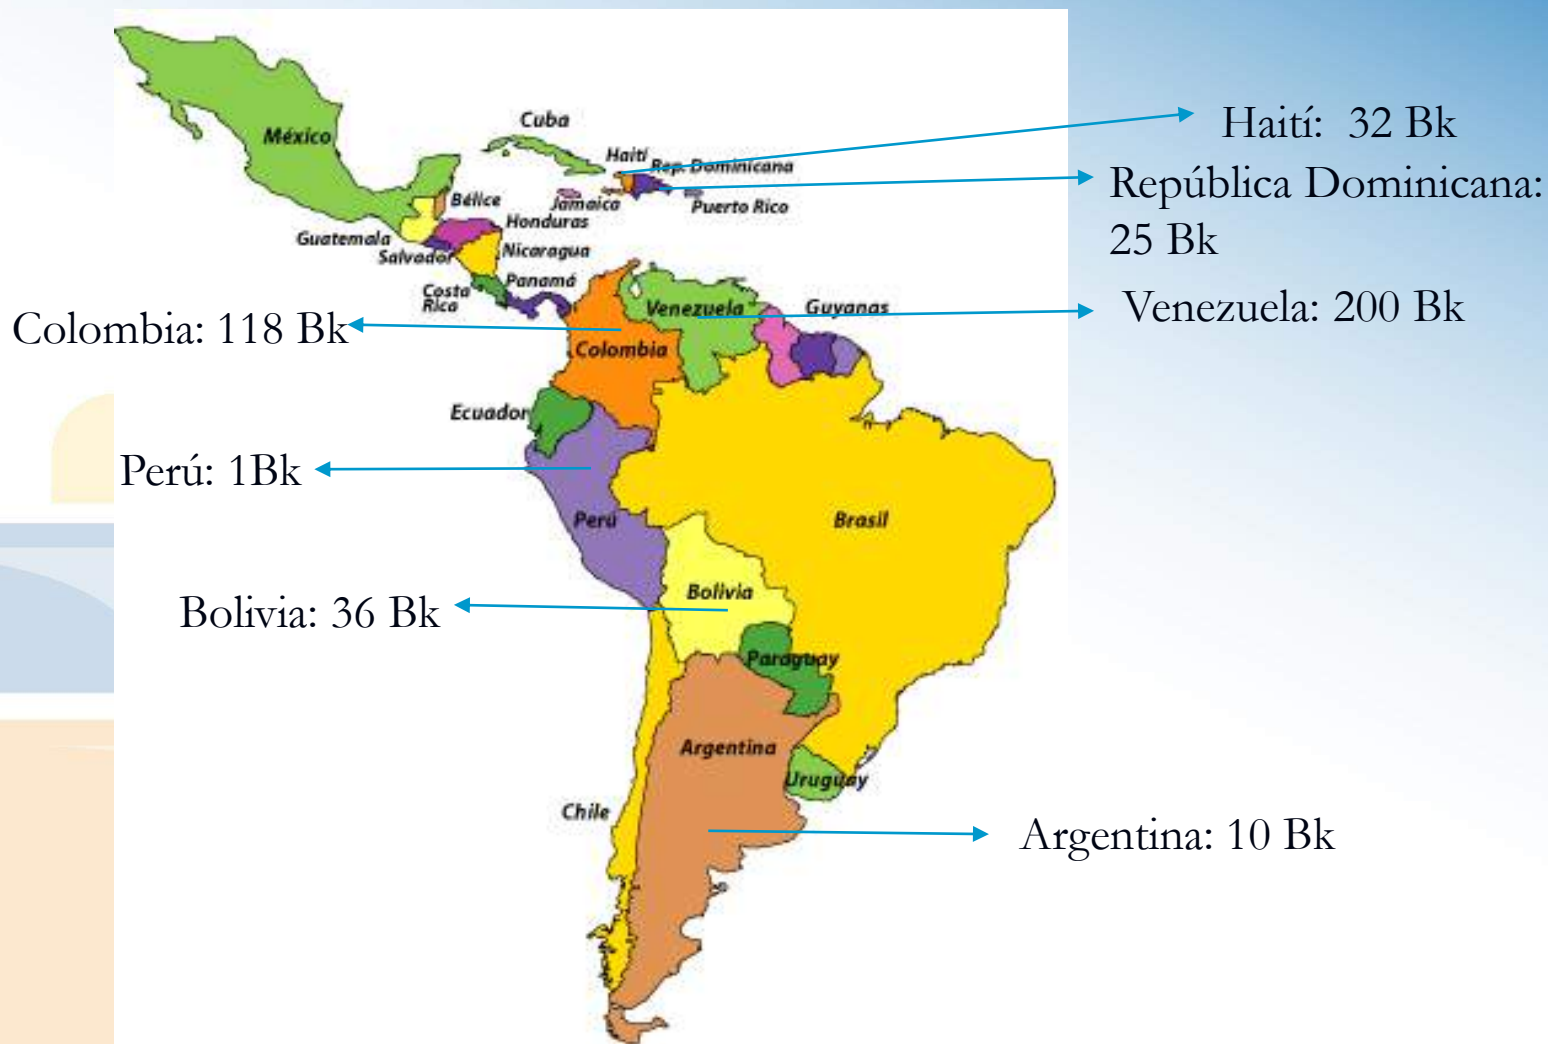 Haití:  32 Bk
República Dominicana:
25 Bk
Venezuela: 200 Bk
Colombia: 118 Bk
Perú: 1Bk
Bolivia: 36 Bk
Argentina: 10 Bk
México
Cuba
Haití
Rep. Dominicana
Jamaica
Puerto Rico
Bélice
Honduras
Guatemala
Salvador
Nicaragua
Costa
Rica
Panamá
Venezuela
Guyanas
Colombia
Ecuador
Perú
Brasil
Bolivia
Paraguay
Argentina
Uruguay
Chile